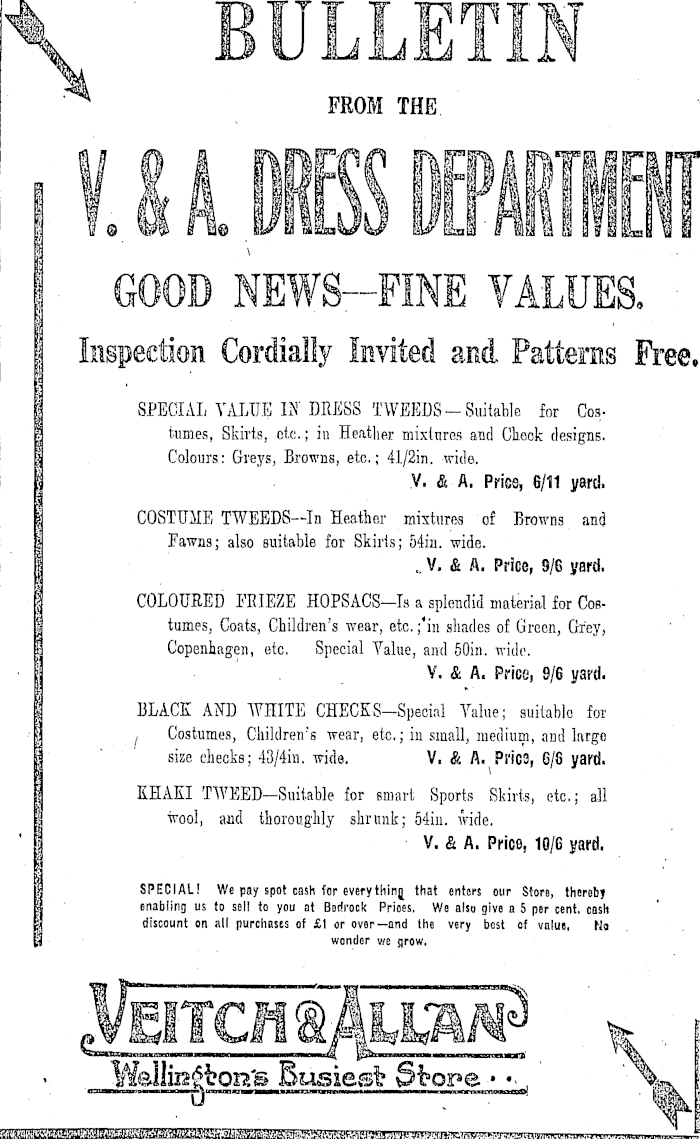 BULLETIN
FROM THE
V. & A. DRESS DEPARTMENT
GOOD NEWS—FINE VALUES.
Inspection Cordially Invited and Patterns Free.
SPECIAL VALUE IN DRESS TWEEDS—Suitable for Cos-
tumes, Skirts, etc.; in Heather mixtures and Check designs.
Colours: Greys, Browns, etc.; 41/2in. wide.
V. & A. Price, 6/11 yard.
COSTUME TWEEDS—In Heather mixtures of Browns and
Fawns; also suitable for Skirts; 54in. wide.
V. & A. Price, 9/6 yard.
COLOURED FRIEZE HOPSACS—Is a splendid material for Cos-
tumes, Coats, Children's wear, etc.; in shades of Green, Grey,
Copenhagen, etc. Special Value, and 50in. wide.
V. & A. Price, 9/6 yard.
BLACK AND WHITE CHECKS—Special Value; suitable for
Costumes, Children's wear, etc.; in small, medium, and large
size checks; 43/4in. wide. V. & A. Price, 6/6 yard.
KHAKI TWEED—Suitable for smart Sports Skirts, etc.; all
wool, and thoroughly shrunk; 54in. wide.
V. & A. Price, 10/6 yard.
SPECIAL! We pay spot cash for everything that enters our Store, thereby
enabling us to sell to you at Bedrock Prices. We also give a 5 per cent. cash
discount on all purchases of £1 or over—and the very best of value. No
wonder we grow.
VEITCH & ALLAN
Wellington's Busiest Store . .